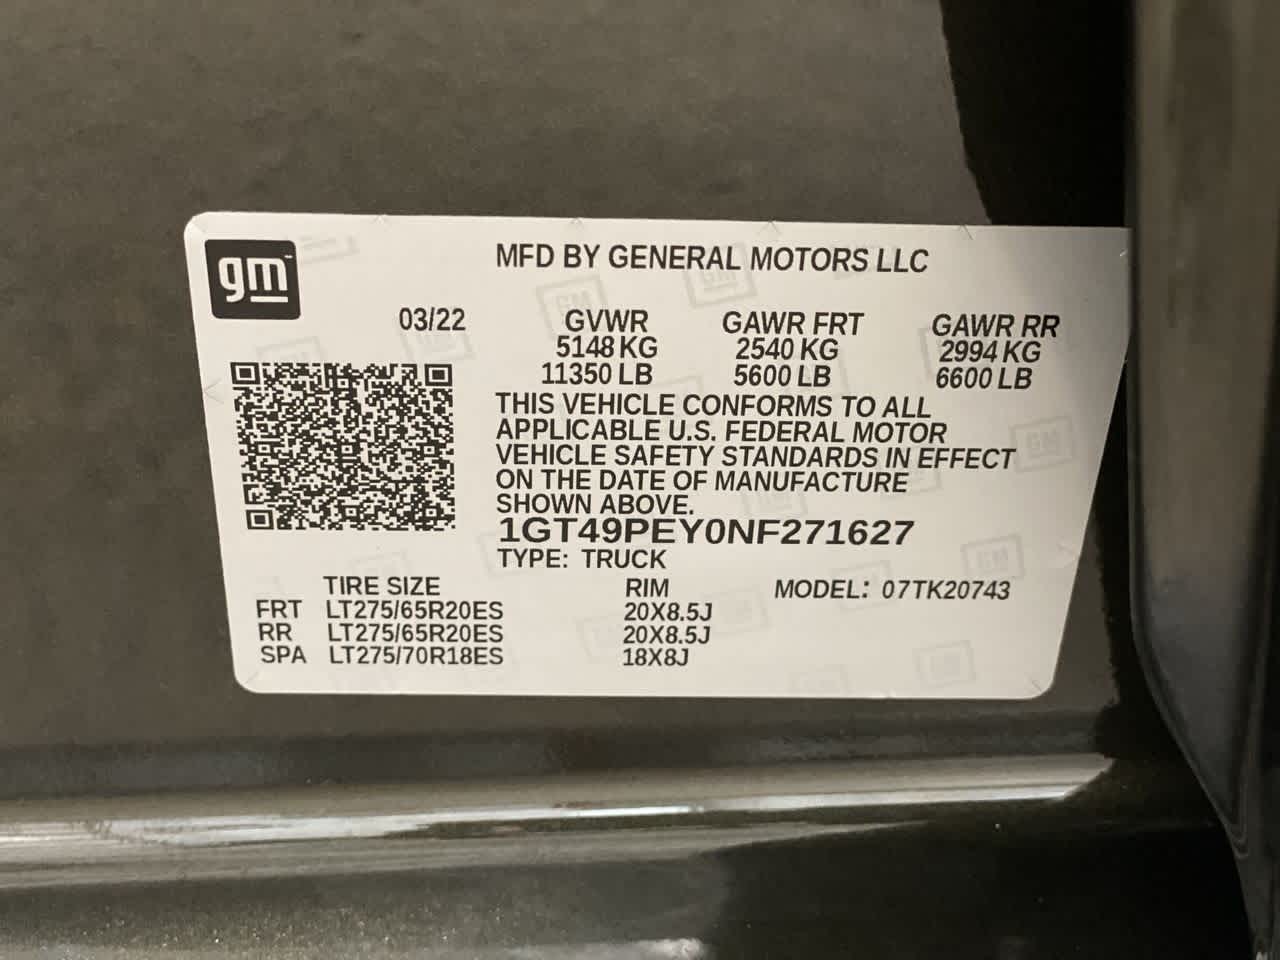 gm
MFD BY GENERAL MOTORS LLC
03/22 GVWR GAWR FRT GAWR RR
5148 KG 2540 KG 2994 KG
11350 LB 5600 LB 6600 LB
THIS VEHICLE CONFORMS TO ALL
APPLICABLE U.S. FEDERAL MOTOR
VEHICLE SAFETY STANDARDS IN EFFECT
ON THE DATE OF MANUFACTURE
SHOWN ABOVE.
1GT49PEY0NF271627
TYPE: TRUCK
TIRE SIZE RIM MODEL: 07TK20743
FRT LT275/65R20ES 20X8.5J
RR LT275/65R20ES 20X8.5J
SPA LT275/70R18ES 18X8J